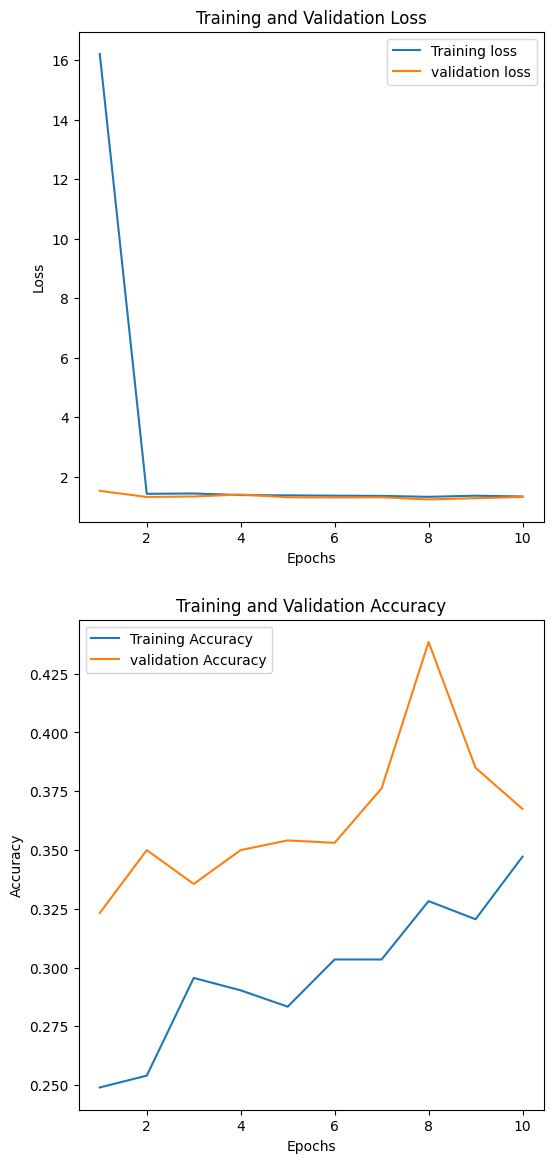 Training and Validation Loss
Training loss
validation loss
16
14
12
10
8
6
4
2
Loss
2
4
6
8
10
Epochs
Training and Validation Accuracy
Training Accuracy
validation Accuracy
0.425
0.400
0.375
0.350
0.325
0.300
0.275
0.250
Accuracy
2
4
6
8
10
Epochs